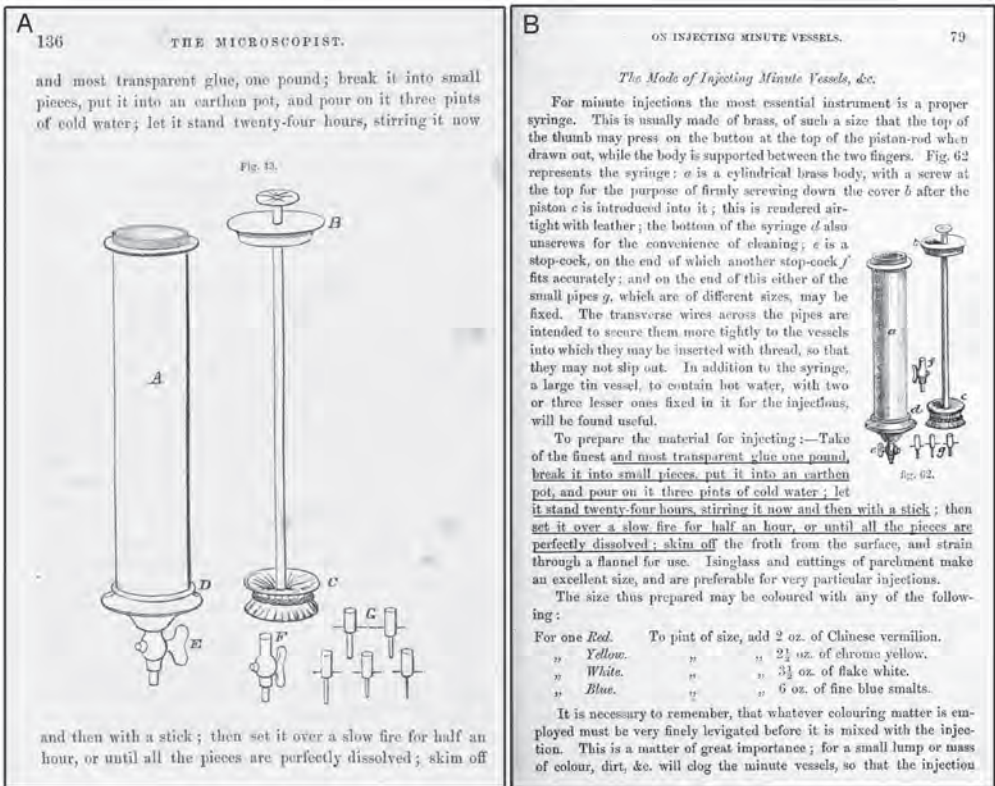 A
136 THE MICROSCOPIST.
and most transparent glue, one pound; break it into small
pieces, put it into an earthen pot, and pour on it three pints
of cold water; let it stand twenty-four hours, stirring it now
Fig. 13.
B
A
D
C
E
F
G
and then with a stick; then set it over a slow fire for half an
hour, or until all the pieces are perfectly dissolved; skim off
B
ON INJECTING MINUTE VESSELS. 79
The Mode of Injecting Minute Vessels, &c.
For minute injections the most essential instrument is a proper
syringe. This is usually made of brass, of such a size that the top of
the thumb may press on the button at the top of the piston-rod when
drawn out, while the body is supported between the two fingers. Fig. 62
represents the syringe: a is a cylindrical brass body, with a screw at
the top for the purpose of firmly screwing down the cover b after the
piston c is introduced into it; this is rendered air-
tight with leather; the bottom of the syringe d also
unscrews for the convenience of cleaning; e is a
stop-cock, on the end of which another stop-cock f
fits accurately; and on the end of this either of the
small pipes g, which are of different sizes, may be
fixed. The transverse wires across the pipes are
intended to secure them more tightly to the vessels
into which they may be inserted with thread, so that
they may not slip out. In addition to the syringe,
a large tin vessel, to contain hot water, with two
or three lesser ones fixed in it for the injections,
will be found useful.
b
a
f
c
d
e
g
fig. 62.
To prepare the material for injecting:—Take
of the finest and most transparent glue one pound,
break it into small pieces, put it into an earthen
pot, and pour on it three pints of cold water; let
it stand twenty-four hours, stirring it now and then with a stick; then
set it over a slow fire for half an hour, or until all the pieces are
perfectly dissolved; skim off the froth from the surface, and strain
through a flannel for use. Isinglass and cuttings of parchment make
an excellent size, and are preferable for very particular injections.
The size thus prepared may be coloured with any of the follow-
ing:
For one Red. To pint of size, add 2 oz. of Chinese vermilion.
„ Yellow. „ „ 2½ oz. of chrome yellow.
„ White. „ „ 3½ oz. of flake white.
„ Blue. „ „ 6 oz. of fine blue smalts.
It is necessary to remember, that whatever colouring matter is em-
ployed must be very finely levigated before it is mixed with the injec-
tion. This is a matter of great importance; for a small lump or mass
of colour, dirt, &c. will clog the minute vessels, so that the injection